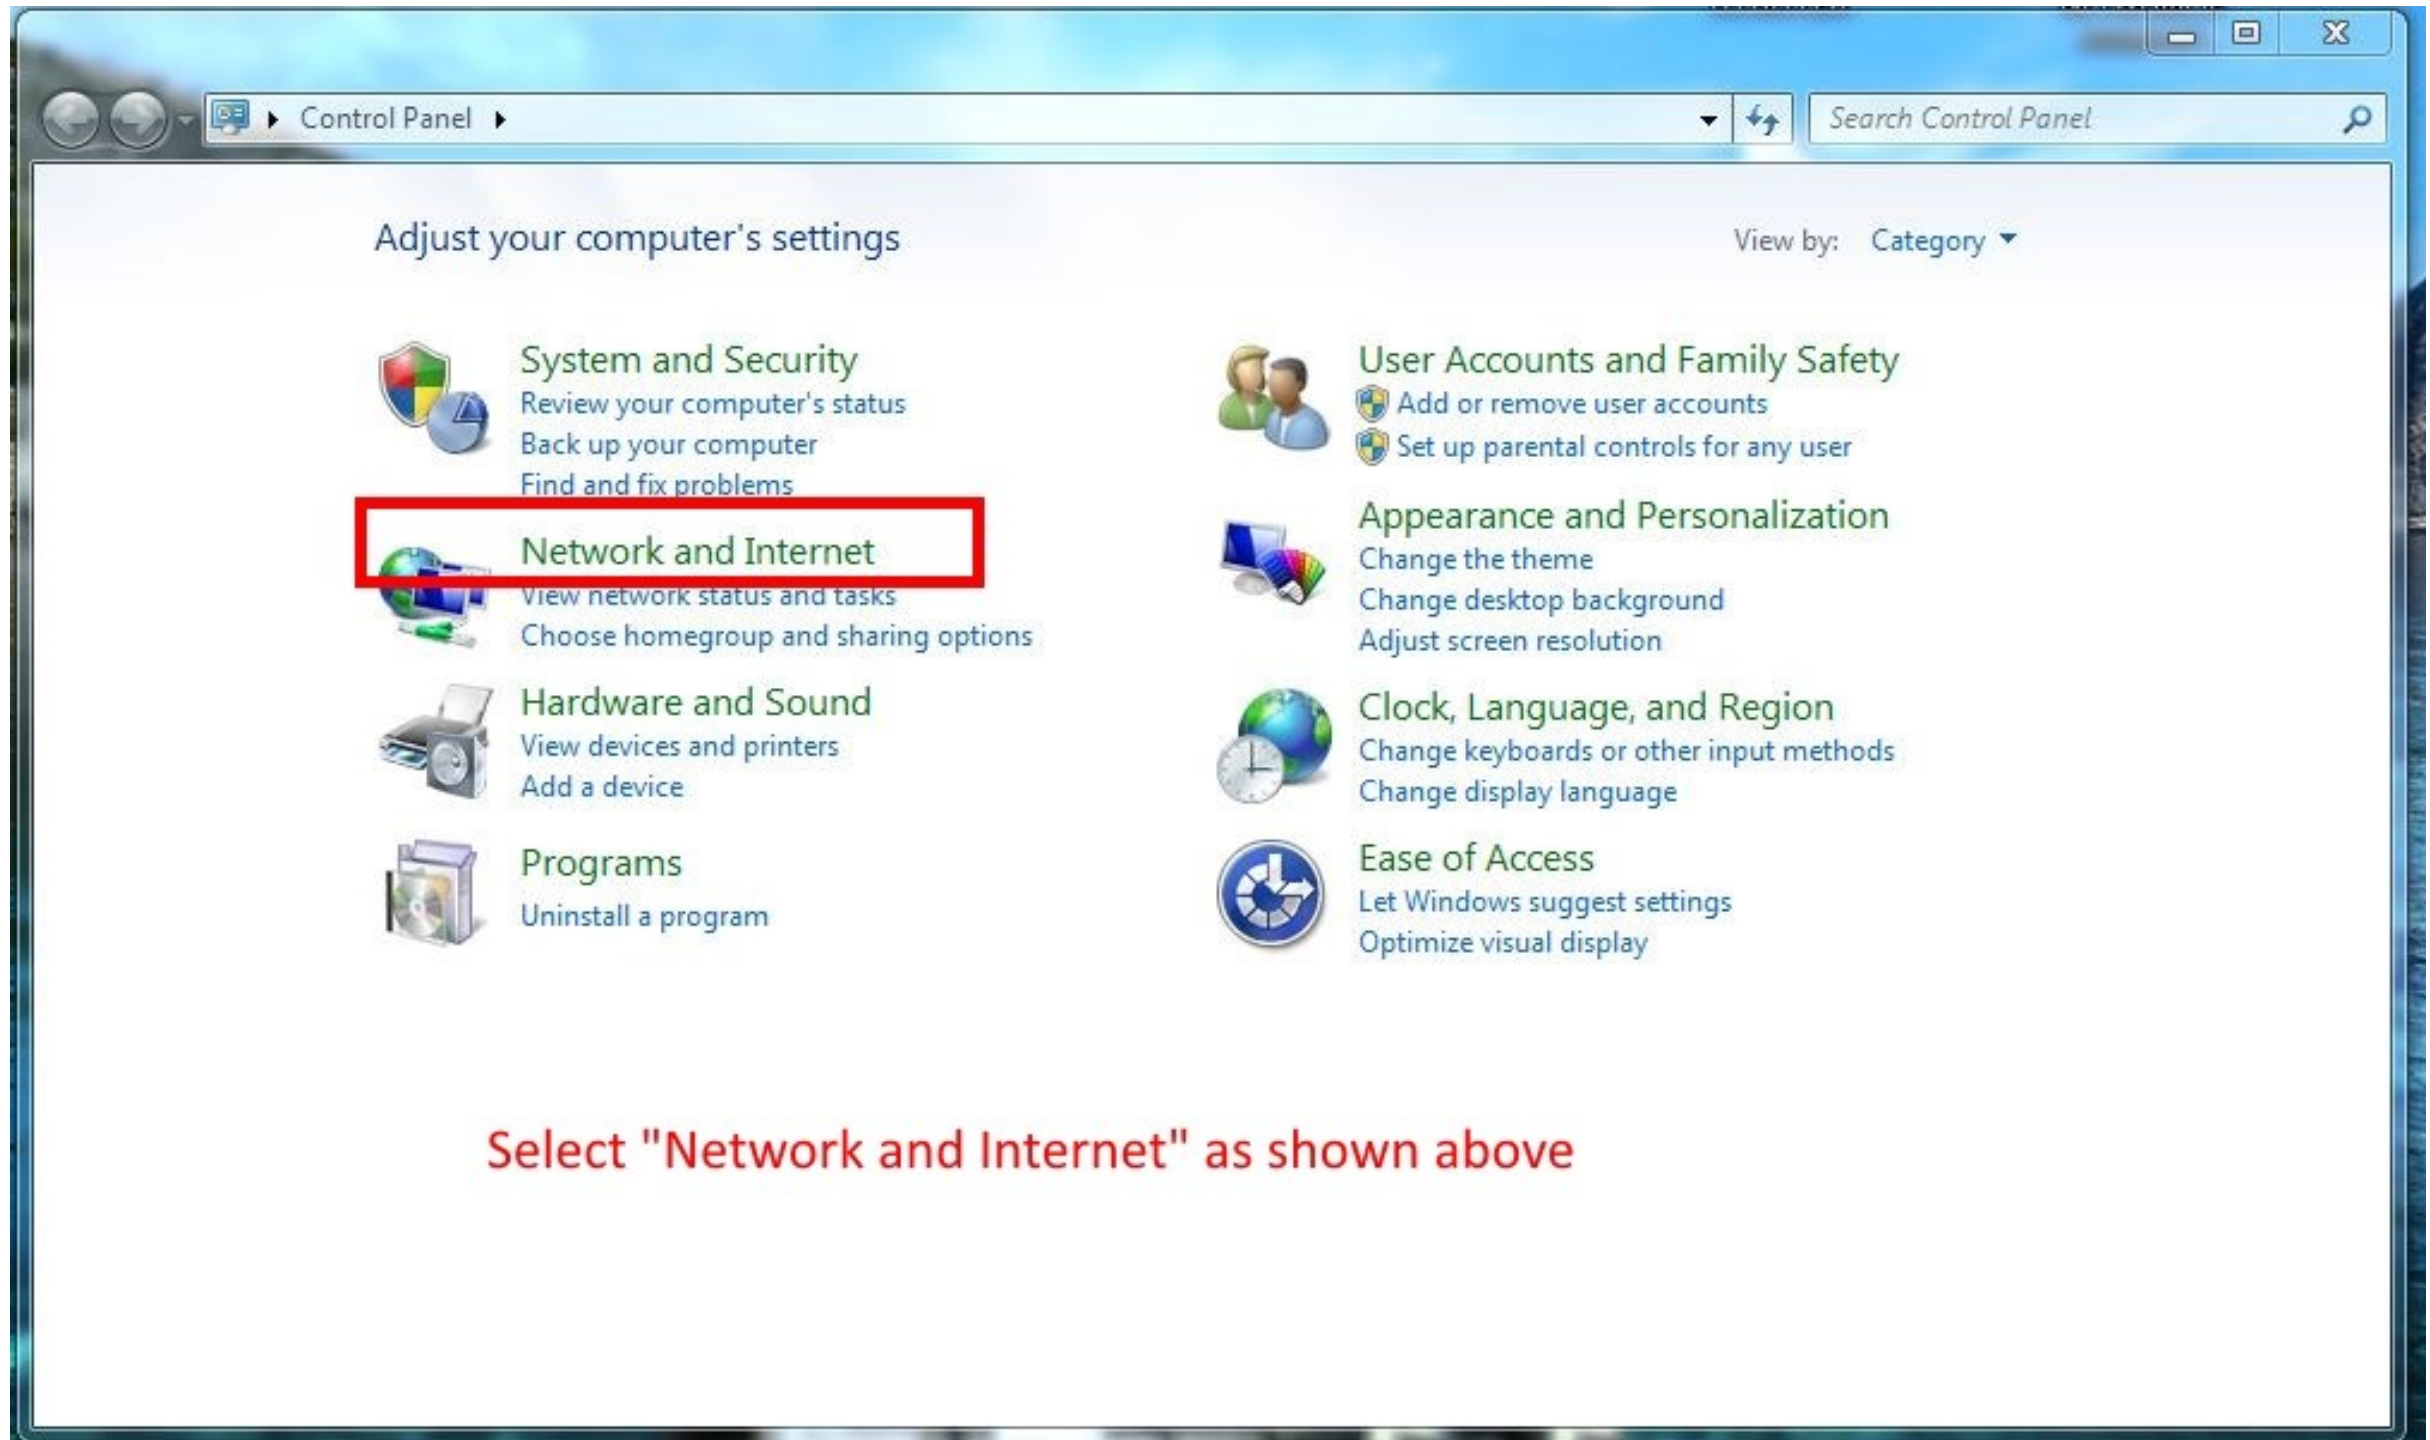 Control Panel
Search Control Panel
Adjust your computer's settings
View by: Category
System and Security
Review your computer's status
Back up your computer
Find and fix problems
Network and Internet
View network status and tasks
Choose homegroup and sharing options
Hardware and Sound
View devices and printers
Add a device
Programs
Uninstall a program
User Accounts and Family Safety
Add or remove user accounts
Set up parental controls for any user
Appearance and Personalization
Change the theme
Change desktop background
Adjust screen resolution
Clock, Language, and Region
Change keyboards or other input methods
Change display language
Ease of Access
Let Windows suggest settings
Optimize visual display
Select "Network and Internet" as shown above